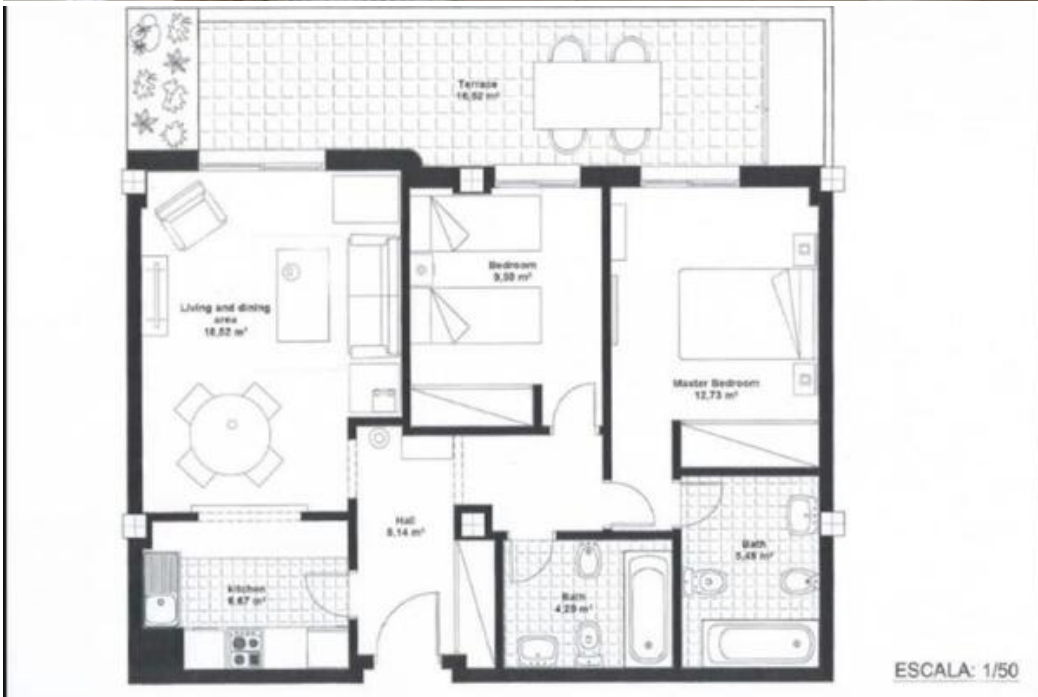 Terrace
16,52 m²
Bedroom
9,50 m²
Living and dining
area
18,52 m²
Master Bedroom
12,73 m²
Hall
8,14 m²
Bath
5,48 m²
kitchen
6,67 m²
Bath
4,29 m²
ESCALA: 1/50